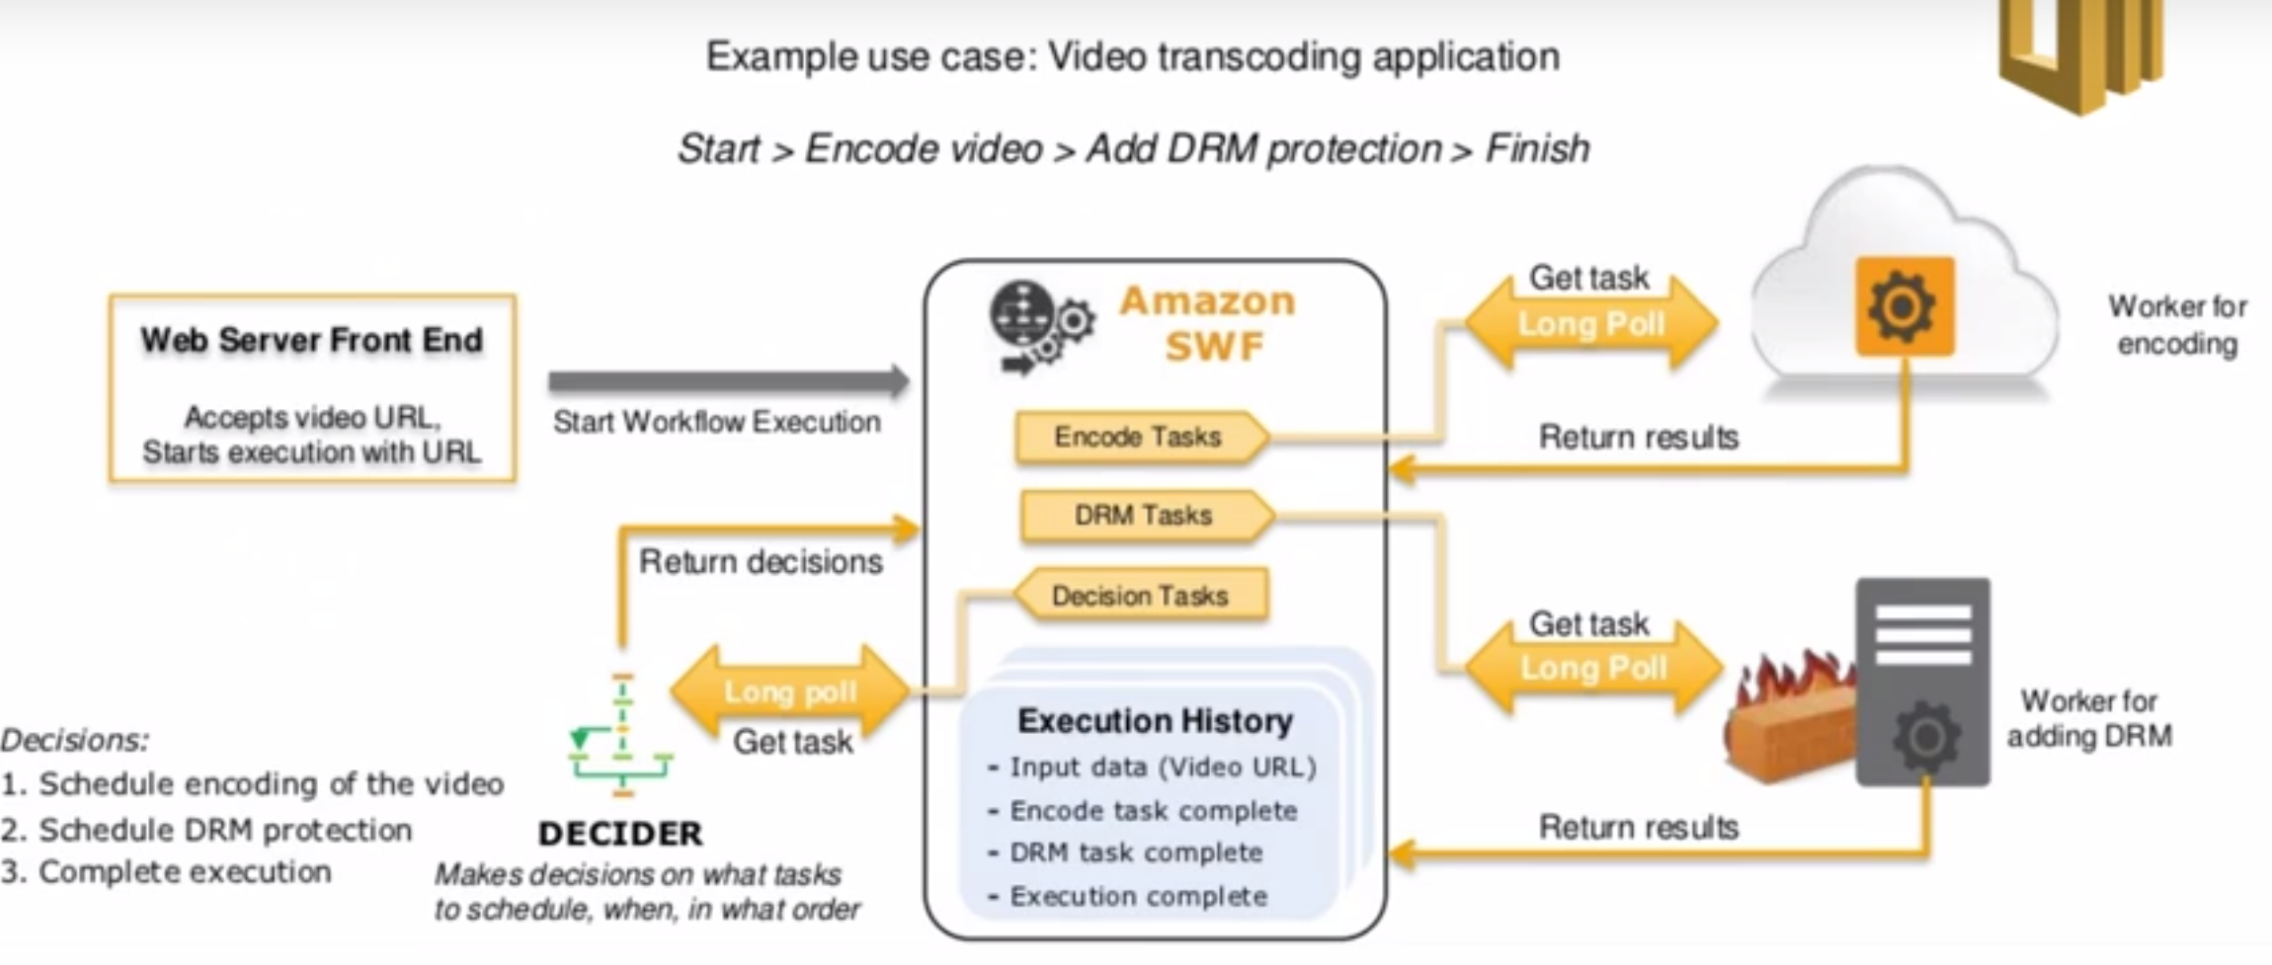 Example use case: Video transcoding application
Start > Encode video > Add DRM protection > Finish
Web Server Front End
Accepts video URL,
Starts execution with URL
Start Workflow Execution
Amazon
SWF
Encode Tasks
DRM Tasks
Decision Tasks
Get task
Long Poll
Worker for
encoding
Return results
Return decisions
Long poll
Get task
Get task
Long Poll
Worker for
adding DRM
Return results
Execution History
- Input data (Video URL)
- Encode task complete
- DRM task complete
- Execution complete
Decisions:
1. Schedule encoding of the video
2. Schedule DRM protection
3. Complete execution
DECIDER
Makes decisions on what tasks
to schedule, when, in what order